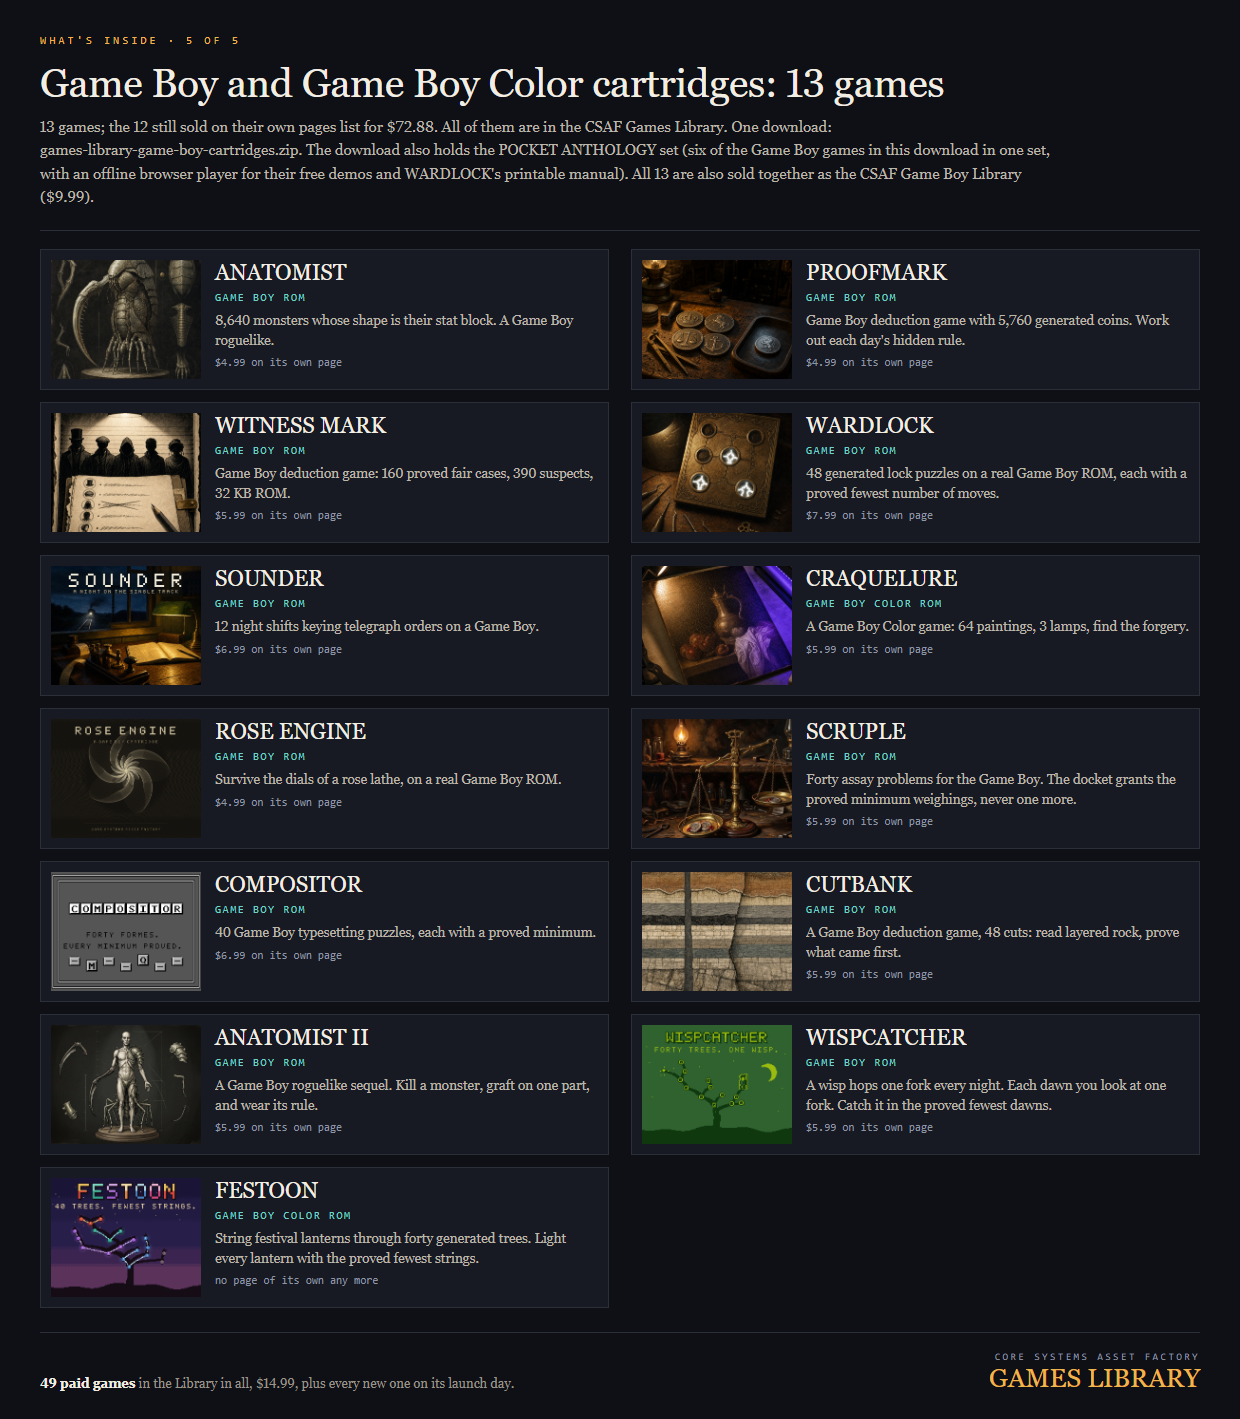 WHAT'S INSIDE · 5 OF 5
Game Boy and Game Boy Color cartridges: 13 games
13 games; the 12 still sold on their own pages list for $72.88. All of them are in the CSAF Games Library. One download:
games-library-game-boy-cartridges.zip. The download also holds the POCKET ANTHOLOGY set (six of the Game Boy games in this download in one set,
with an offline browser player for their free demos and WARDLOCK's printable manual). All 13 are also sold together as the CSAF Game Boy Library
($9.99).
ANATOMIST
GAME BOY ROM
8,640 monsters whose shape is their stat block. A Game Boy
roguelike.
$4.99 on its own page
PROOFMARK
GAME BOY ROM
Game Boy deduction game with 5,760 generated coins. Work
out each day's hidden rule.
$4.99 on its own page
WITNESS MARK
GAME BOY ROM
Game Boy deduction game: 160 proved fair cases, 390 suspects,
32 KB ROM.
$5.99 on its own page
WARDLOCK
GAME BOY ROM
48 generated lock puzzles on a real Game Boy ROM, each with a
proved fewest number of moves.
$7.99 on its own page
SOUNDER
A NIGHT ON THE SINGLE TRACK
SOUNDER
GAME BOY ROM
12 night shifts keying telegraph orders on a Game Boy.
$6.99 on its own page
CRAQUELURE
GAME BOY COLOR ROM
A Game Boy Color game: 64 paintings, 3 lamps, find the forgery.
$5.99 on its own page
ROSE ENGINE
ROSE ENGINE
GAME BOY ROM
Survive the dials of a rose lathe, on a real Game Boy ROM.
$4.99 on its own page
SCRUPLE
GAME BOY ROM
Forty assay problems for the Game Boy. The docket grants the
proved minimum weighings, never one more.
$5.99 on its own page
COMPOSITOR
FORTY FORMES.
EVERY MINIMUM PROVED.
COMPOSITOR
GAME BOY ROM
40 Game Boy typesetting puzzles, each with a proved minimum.
$6.99 on its own page
CUTBANK
GAME BOY ROM
A Game Boy deduction game, 48 cuts: read layered rock, prove
what came first.
$5.99 on its own page
ANATOMIST II
GAME BOY ROM
A Game Boy roguelike sequel. Kill a monster, graft on one part,
and wear its rule.
$5.99 on its own page
WISPCATCHER
FORTY TREES. ONE WISP.
WISPCATCHER
GAME BOY ROM
A wisp hops one fork every night. Each dawn you look at one
fork. Catch it in the proved fewest dawns.
$5.99 on its own page
FESTOON
40 TREES. FEWEST STRINGS.
FESTOON
GAME BOY COLOR ROM
String festival lanterns through forty generated trees. Light
every lantern with the proved fewest strings.
no page of its own any more
49 paid games in the Library in all, $14.99, plus every new one on its launch day.
CORE SYSTEMS ASSET FACTORY
GAMES LIBRARY